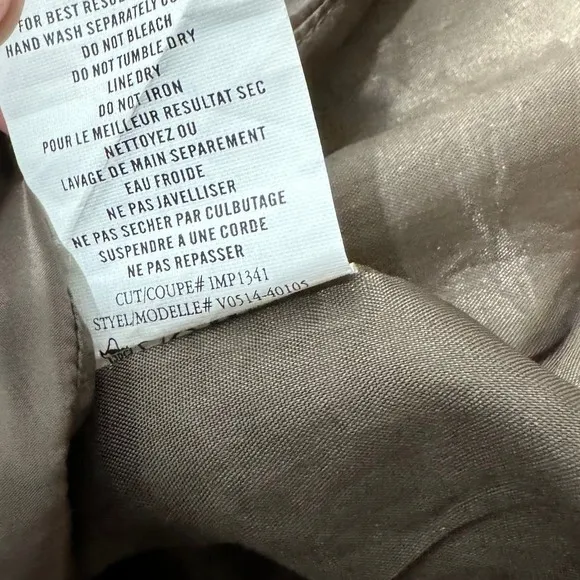 FOR BEST
HAND WASH SEPARATELY
DO NOT BLEACH
DO NOT TUMBLE DRY
LINE DRY
DO NOT IRON
POUR LE MEILLEUR RESULTAT SEC
NETTOYEZ OU
LAVAGE DE MAIN SEPAREMENT
EAU FROIDE
NE PAS JAVELLISER
NE PAS SECHER PAR CULBUTAGE
SUSPENDRE A UNE CORDE
NE PAS REPASSER
CUT/COUPE# IMP1341
STYEL/MODELLE# V0514-40105